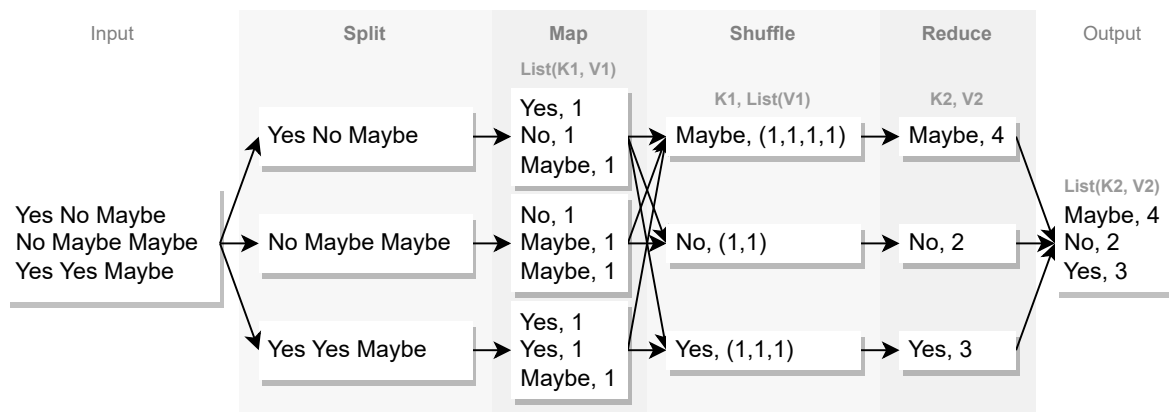 Input
Split
Map
Shuffle
Reduce
Output
List(K1, V1)
K1, List(V1)
K2, V2
List(K2, V2)
Yes No Maybe
No Maybe Maybe
Yes Yes Maybe
Yes No Maybe
No Maybe Maybe
Yes Yes Maybe
Yes, 1
No, 1
Maybe, 1
No, 1
Maybe, 1
Maybe, 1
Yes, 1
Yes, 1
Maybe, 1
Maybe, (1,1,1,1)
No, (1,1)
Yes, (1,1,1)
Maybe, 4
No, 2
Yes, 3
Maybe, 4
No, 2
Yes, 3